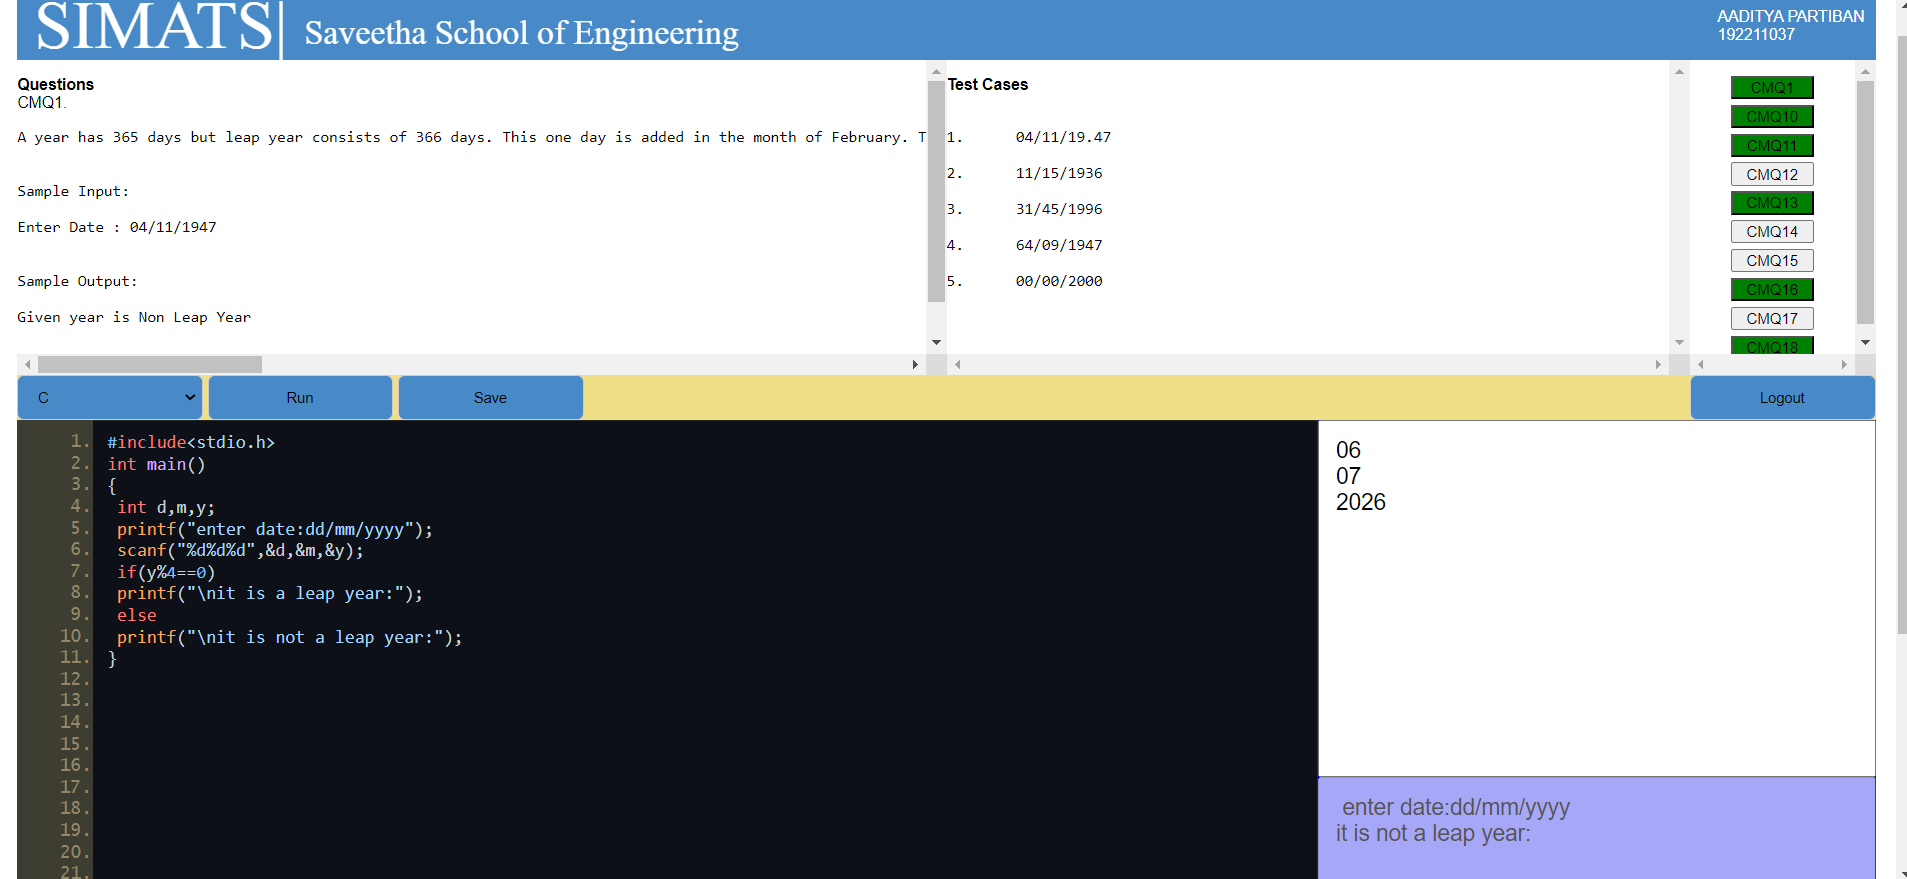 SIMATS
Saveetha School of Engineering
AADITYA PARTIBAN
192211037
Questions
CMQ1.
A year has 365 days but leap year consists of 366 days. This one day is added in the month of February. T
Sample Input:
Enter Date : 04/11/1947
Sample Output:
Given year is Non Leap Year
Test Cases
1. 04/11/19.47
2. 11/15/1936
3. 31/45/1996
4. 64/09/1947
5. 00/00/2000
CMQ1
CMQ10
CMQ11
CMQ12
CMQ13
CMQ14
CMQ15
CMQ16
CMQ17
CMQ18
C
Run
Save
Logout
1. #include<stdio.h>
2. int main()
3. {
4. int d,m,y;
5. printf("enter date:dd/mm/yyyy");
6. scanf("%d%d%d",&d,&m,&y);
7. if(y%4==0)
8. printf("\nit is a leap year:");
9. else
10. printf("\nit is not a leap year:");
11. }
12.
13.
14.
15.
16.
17.
18.
19.
20.
21.
06
07
2026
enter date:dd/mm/yyyy
it is not a leap year: